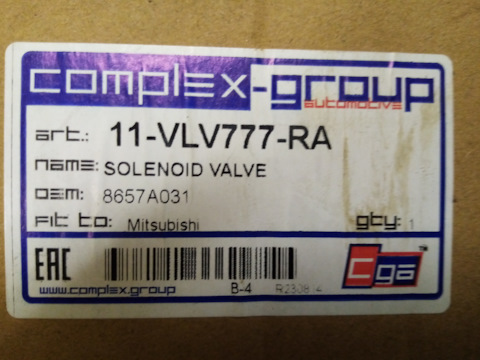 complex-group
automotive
art.: 11-VLV777-RA
name: SOLENOID VALVE
OEM: 8657A031
Fit to: Mitsubishi qty: 1
EAC
www.complex.group B-4
cga ™